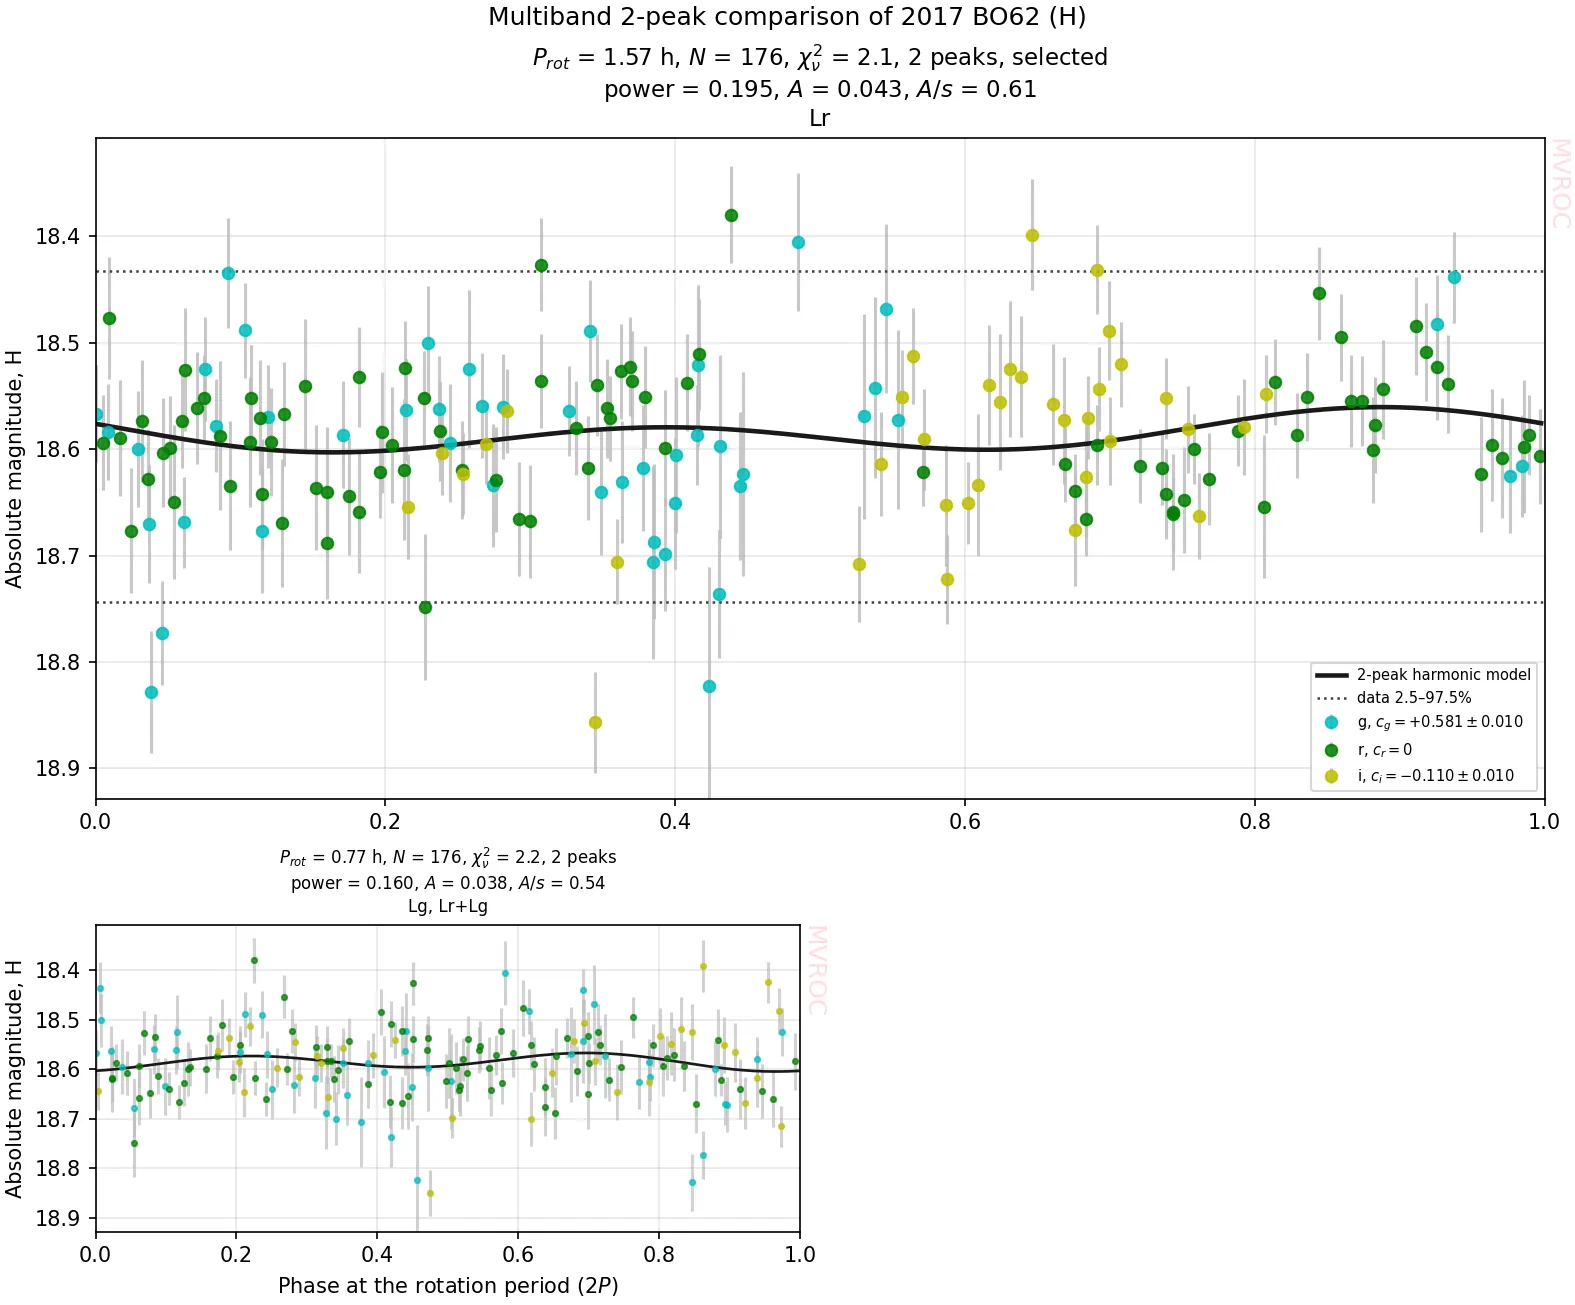 Multiband 2-peak comparison of 2017 BO62 (H)
P_rot = 1.57 h, N = 176, χ²_ν = 2.1, 2 peaks, selected
power = 0.195, A = 0.043, A/s = 0.61
Lr
MVROC
Absolute magnitude, H
18.4
18.5
18.6
18.7
18.8
18.9
2-peak harmonic model
data 2.5–97.5%
g, c_g = +0.581 ± 0.010
r, c_r = 0
i, c_i = −0.110 ± 0.010
0.0 0.2 0.4 0.6 0.8 1.0
P_rot = 0.77 h, N = 176, χ²_ν = 2.2, 2 peaks
power = 0.160, A = 0.038, A/s = 0.54
Lg, Lr+Lg
MVROC
Absolute magnitude, H
18.4
18.5
18.6
18.7
18.8
18.9
0.0 0.2 0.4 0.6 0.8 1.0
Phase at the rotation period (2P)